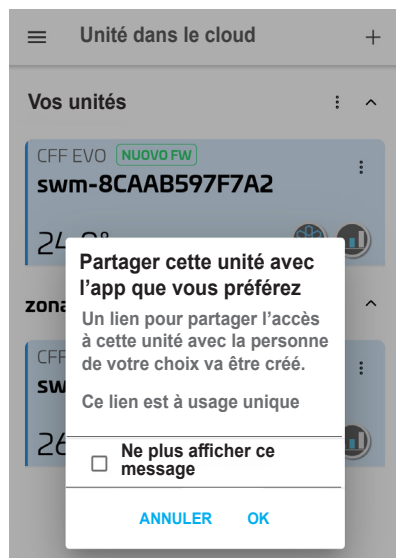 Unité dans le cloud
Vos unités
CFF EVO NUOVO FW
swm-8CAAB597F7A2
Partager cette unité avec
l'app que vous préférez
Un lien pour partager l'accès
à cette unité avec la personne
de votre choix va être créé.
Ce lien est à usage unique
Ne plus afficher ce
message
ANNULER OK